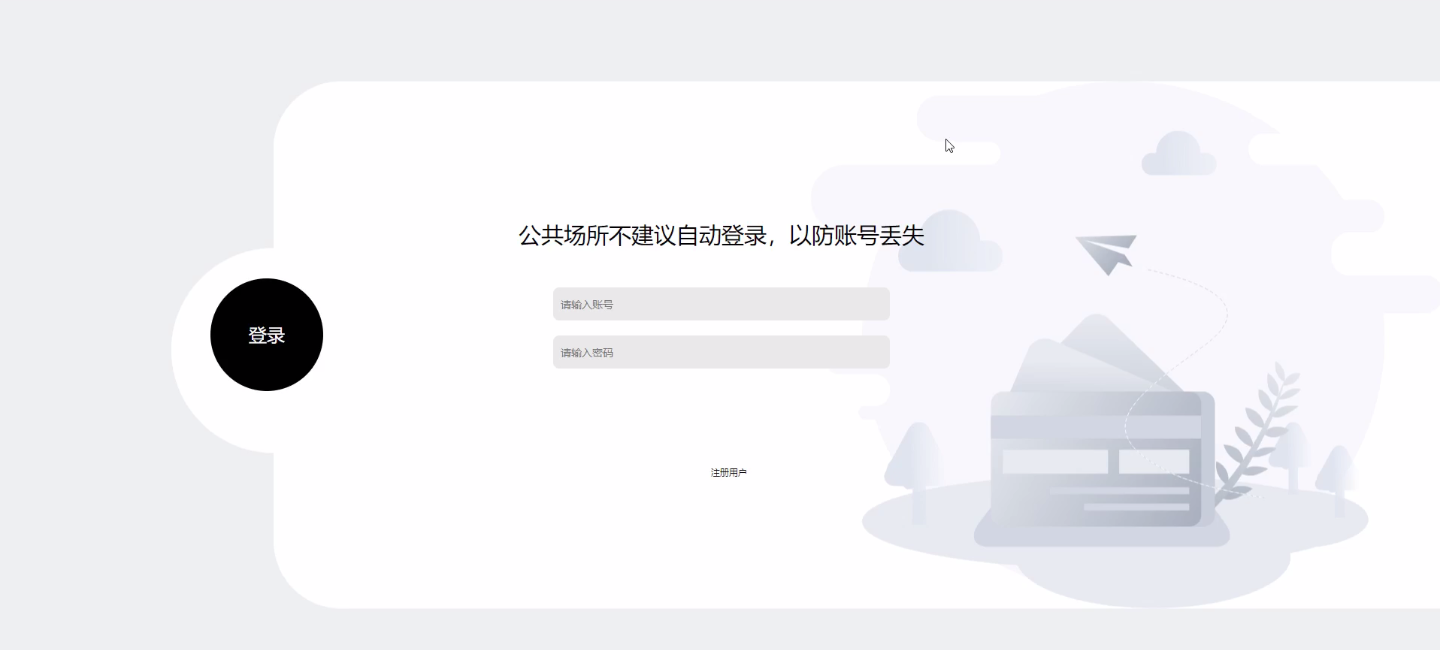 公共场所不建议自动登录，以防账号丢失
请输入账号
登录
请输入密码
注册用户